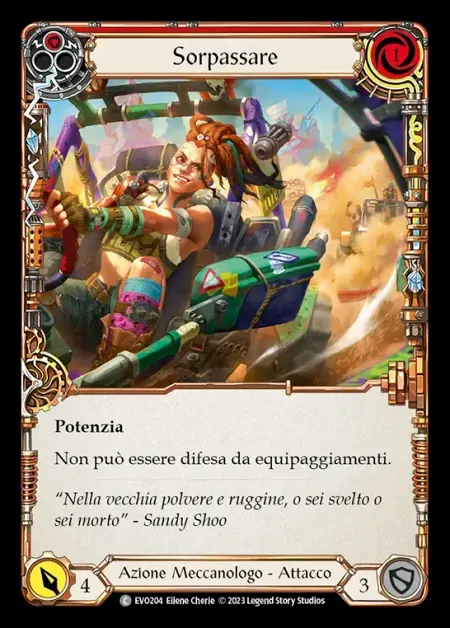 Sorpassare
1
Potenzia
Non può essere difesa da equipaggiamenti.
“Nella vecchia polvere e ruggine, o sei svelto o
sei morto” - Sandy Shoo
4
Azione Meccanologo - Attacco
3
C EVO204 Eilene Cherie © 2023 Legend Story Studios